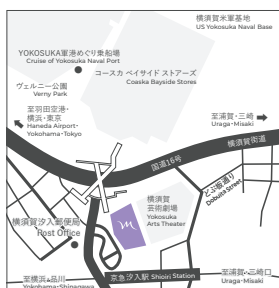 横須賀米軍基地
US Yokosuka Naval Base
YOKOSUKA軍港めぐり乗船場
Cruise of Yokosuka Naval Port
コースカ ベイサイド ストアーズ
Coaska Bayside Stores
ヴェルニー公園
Verny Park
至羽田空港・
横浜・東京
Haneda Airport・
Yokohama・Tokyo
至浦賀・三崎
Uraga・Misaki
横須賀街道
国道16号
どぶ板通り
Dobuita Street
横須賀
芸術劇場
Yokosuka
Arts Theater
横須賀汐入郵便局
Post Office
至横浜・品川
Yokohama・Shinagawa
京急汐入駅 Shioiri Station
至浦賀・三崎口
Uraga・Misaki